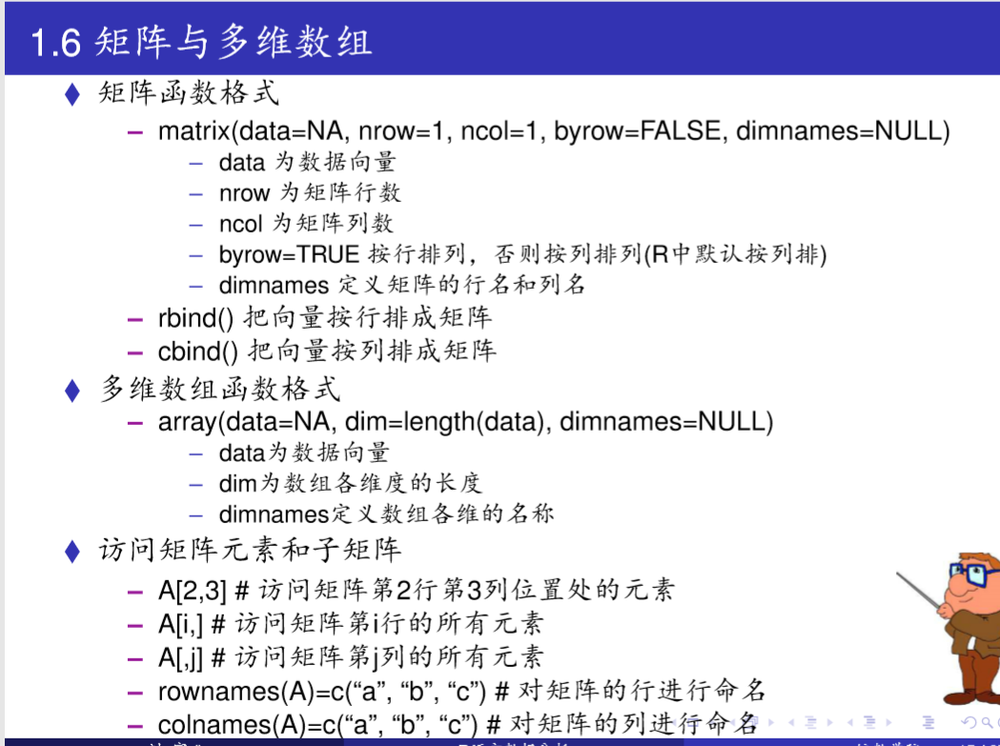 1.6 矩阵与多维数组
矩阵函数格式
– matrix(data=NA, nrow=1, ncol=1, byrow=FALSE, dimnames=NULL)
– data 为数据向量
– nrow 为矩阵行数
– ncol 为矩阵列数
– byrow=TRUE 按行排列，否则按列排列(R中默认按列排)
– dimnames 定义矩阵的行名和列名
– rbind() 把向量按行排成矩阵
– cbind() 把向量按列排成矩阵
多维数组函数格式
– array(data=NA, dim=length(data), dimnames=NULL)
– data为数据向量
– dim为数组各维度的长度
– dimnames定义数组各维的名称
访问矩阵元素和子矩阵
– A[2,3] # 访问矩阵第2行第3列位置处的元素
– A[i,] # 访问矩阵第i行的所有元素
– A[,j] # 访问矩阵第j列的所有元素
– rownames(A)=c(“a”, “b”, “c”) # 对矩阵的行进行命名
– colnames(A)=c(“a”, “b”, “c”) # 对矩阵的列进行命名